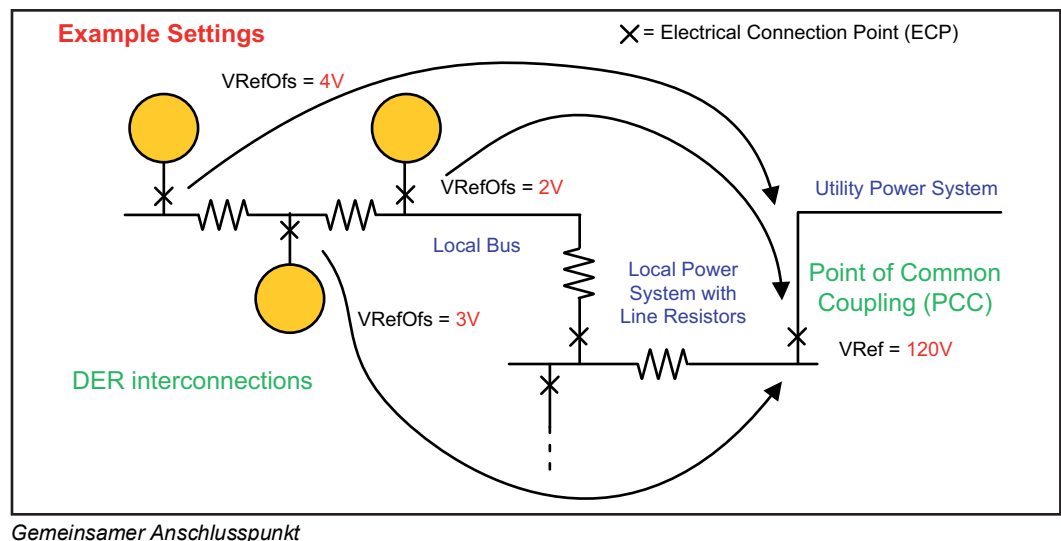 Example Settings
X = Electrical Connection Point (ECP)
VRefOfs = 4V
VRefOfs = 2V
Utility Power System
Local Bus
Local Power
System with
Line Resistors
Point of Common
Coupling (PCC)
VRefOfs = 3V
VRef = 120V
DER interconnections
Gemeinsamer Anschlusspunkt